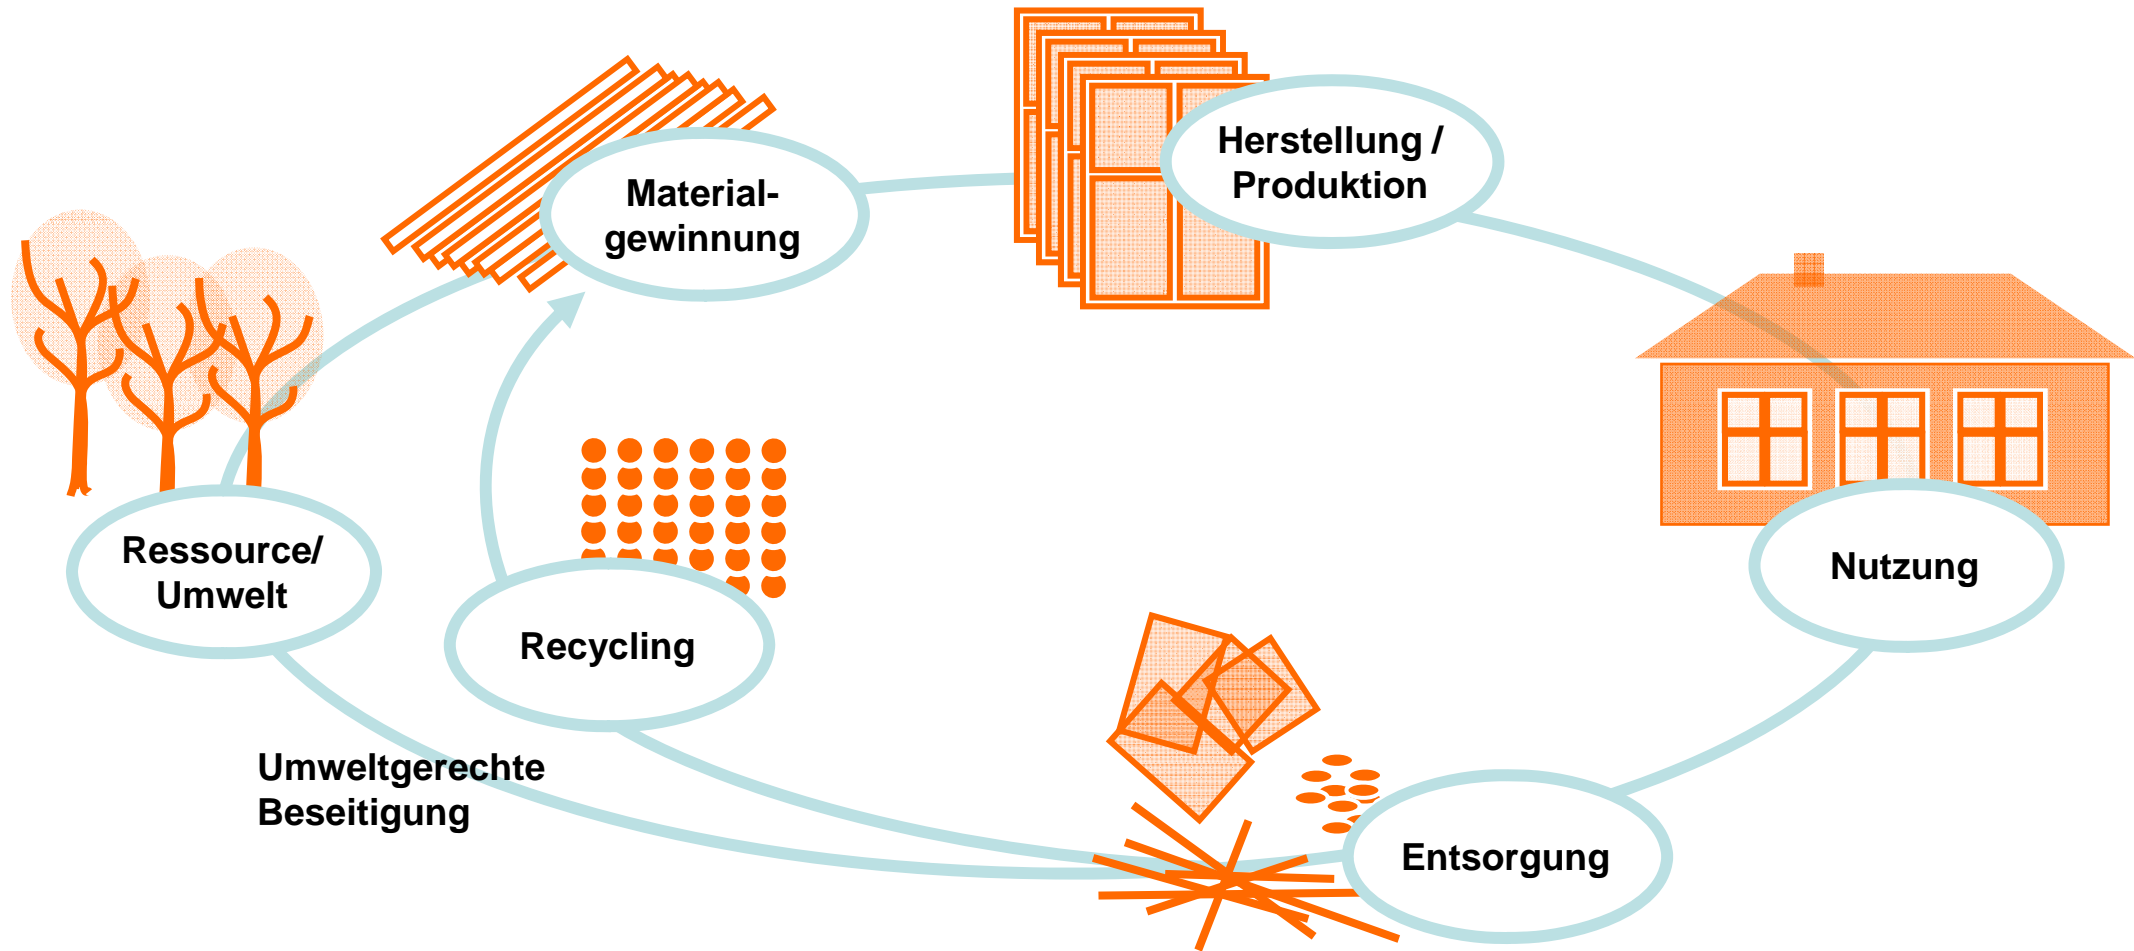 Herstellung /
Produktion
Material-
gewinnung
Ressource/
Umwelt
Nutzung
Recycling
Umweltgerechte
Beseitigung
Entsorgung